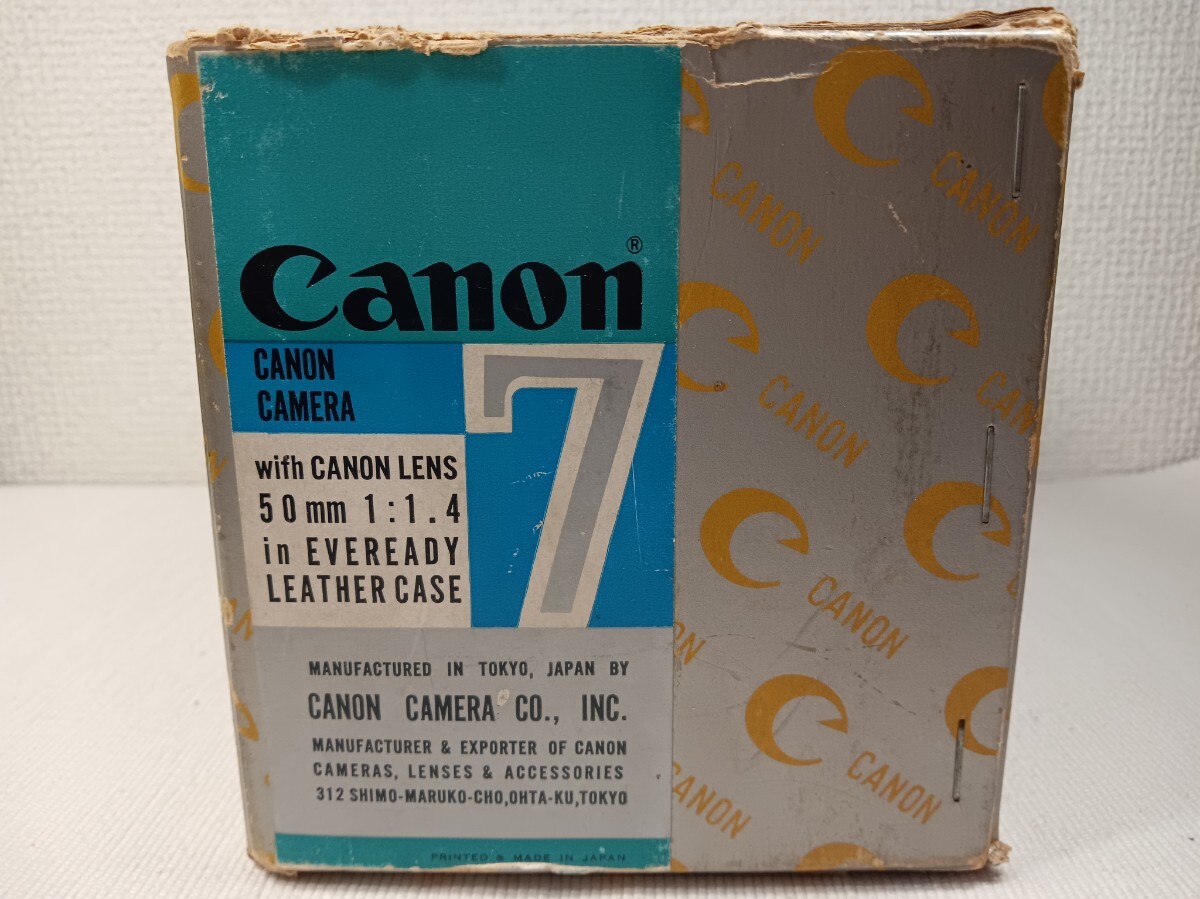 Canon®
CANON
CAMERA
7
with CANON LENS
50mm 1:1.4
in EVEREADY
LEATHER CASE
MANUFACTURED IN TOKYO, JAPAN BY
CANON CAMERA CO., INC.
MANUFACTURER & EXPORTER OF CANON
CAMERAS, LENSES & ACCESSORIES
312 SHIMO-MARUKO-CHO,OHTA-KU,TOKYO
PRINTED & MADE IN JAPAN
CANON
CANON
CANON
CAN
CANON
CANON
CANON